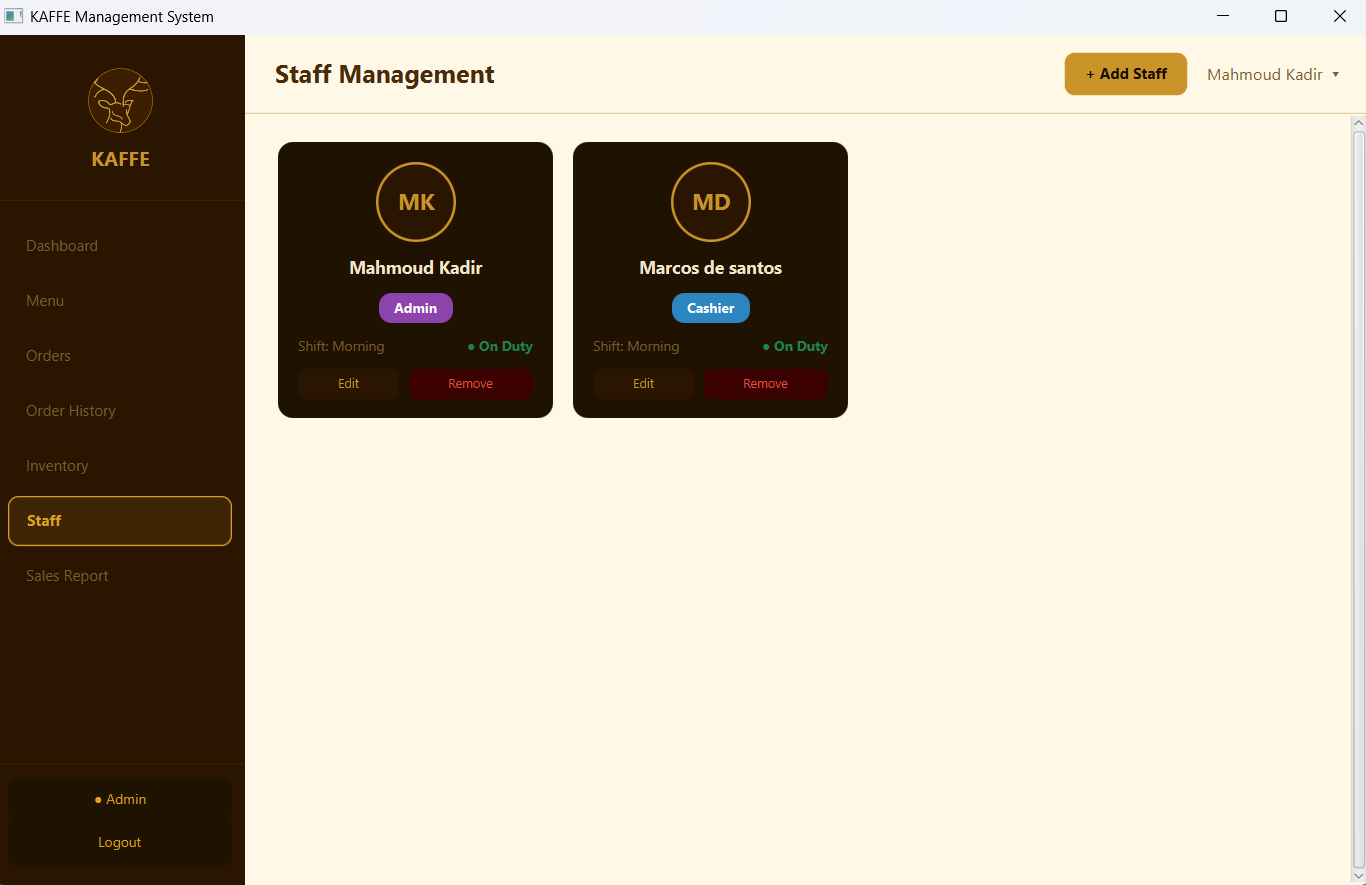 KAFFE Management System
KAFFE
Dashboard
Menu
Orders
Order History
Inventory
Staff
Sales Report
● Admin
Logout
Staff Management
+ Add Staff
Mahmoud Kadir ▾
MK
Mahmoud Kadir
Admin
Shift: Morning ● On Duty
Edit Remove
MD
Marcos de santos
Cashier
Shift: Morning ● On Duty
Edit Remove